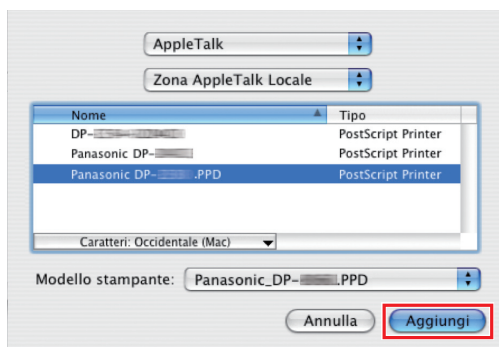 AppleTalk
Zona AppleTalk Locale
Nome Tipo
DP- PostScript Printer
Panasonic DP- PostScript Printer
Panasonic DP- .PPD PostScript Printer
Caratteri: Occidentale (Mac)
Modello stampante: Panasonic_DP- .PPD
Annulla Aggiungi